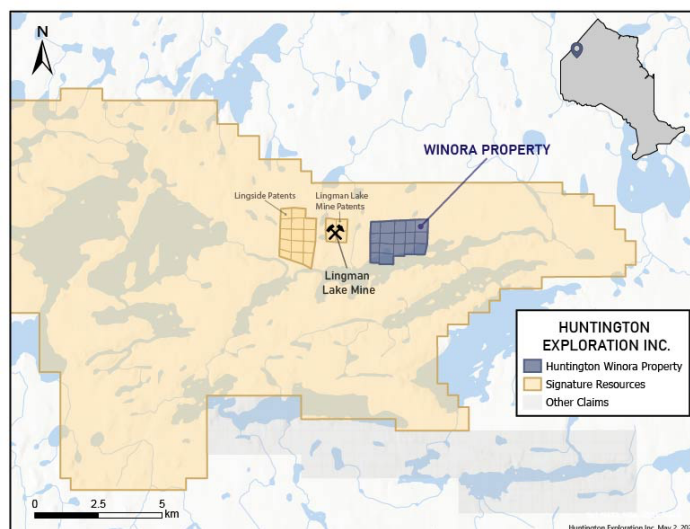 N
WINORA PROPERTY
Lingside Patents
Lingman Lake
Mine Patents
Lingman
Lake Mine
HUNTINGTON
EXPLORATION INC.
Huntington Winora Property
Signature Resources
Other Claims
0 2.5 5
km
Huntington Exploration Inc. May 2,